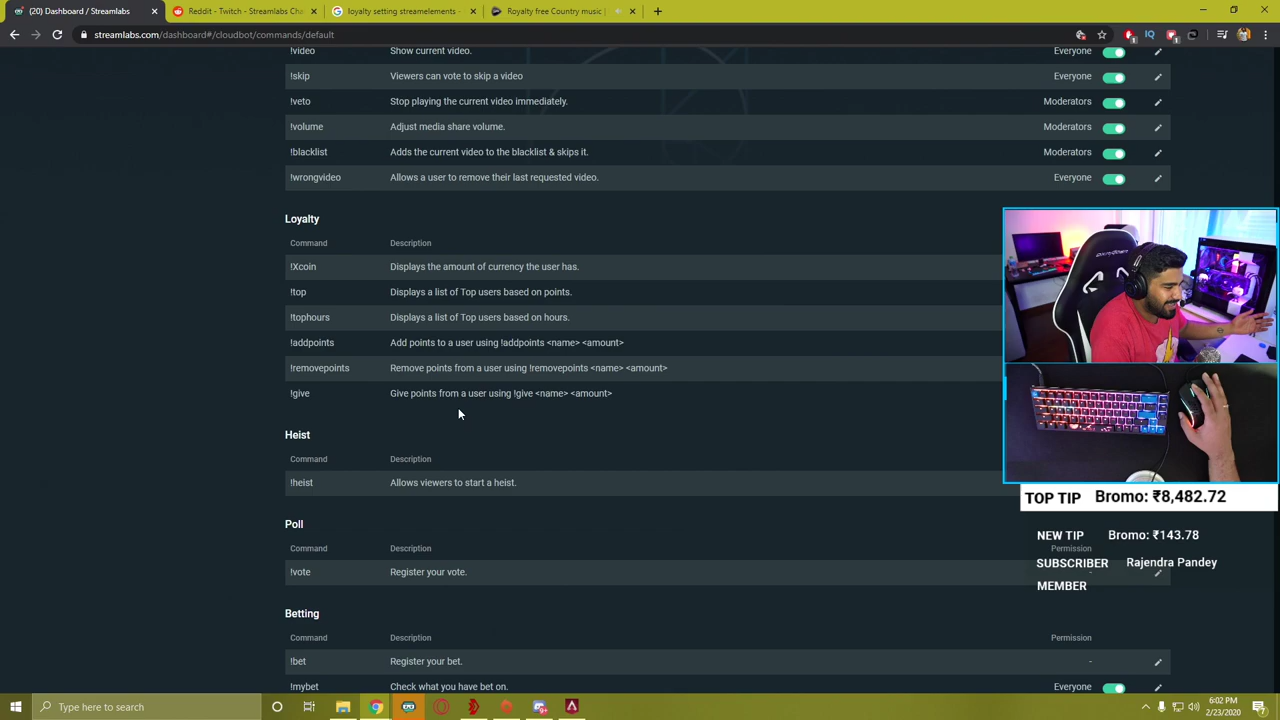 (20) Dashboard / Streamlabs
Reddit - Twitch - Streamlabs Ch
loyalty setting streamelements -
Royalty free Country music
streamlabs.com/dashboard#/cloudbot/commands/default
!video Show current video. Everyone
!skip Viewers can vote to skip a video Everyone
!veto Stop playing the current video immediately. Moderators
!volume Adjust media share volume. Moderators
!blacklist Adds the current video to the blacklist & skips it. Moderators
!wrongvideo Allows a user to remove their last requested video. Everyone
Loyalty
Command Description
!Xcoin Displays the amount of currency the user has.
!top Displays a list of Top users based on points.
!tophours Displays a list of Top users based on hours.
!addpoints Add points to a user using !addpoints <name> <amount>
!removepoints Remove points from a user using !removepoints <name> <amount>
!give Give points from a user using !give <name> <amount>
Heist
Command Description
!heist Allows viewers to start a heist.
TOP TIP Bromo: ₹8,482.72
Poll
NEW TIP Bromo: ₹143.78
Command Description Permission
SUBSCRIBER Rajendra Pandey
!vote Register your vote. -
MEMBER
Betting
Command Description Permission
!bet Register your bet. -
!mybet Check what you have bet on. Everyone
Type here to search
6:02 PM
2/23/2020